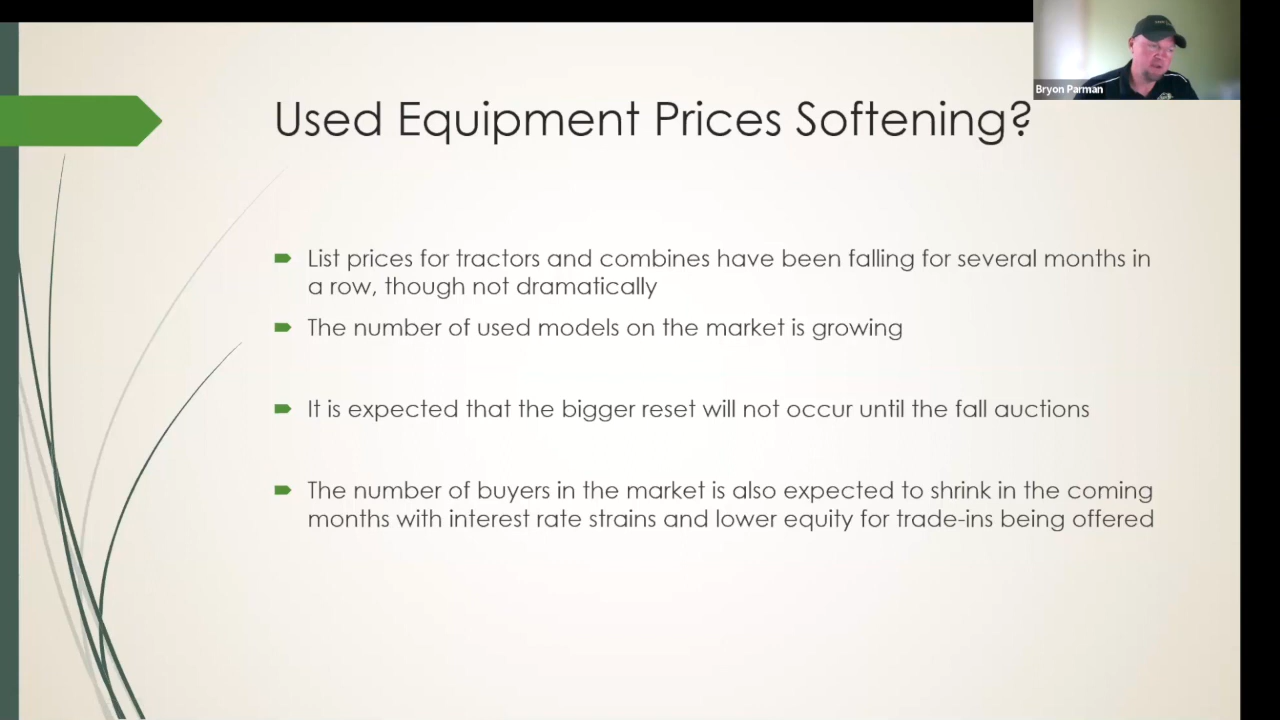 Bryon Parman
Used Equipment Prices Softening?
List prices for tractors and combines have been falling for several months in
a row, though not dramatically
The number of used models on the market is growing
It is expected that the bigger reset will not occur until the fall auctions
The number of buyers in the market is also expected to shrink in the coming
months with interest rate strains and lower equity for trade-ins being offered